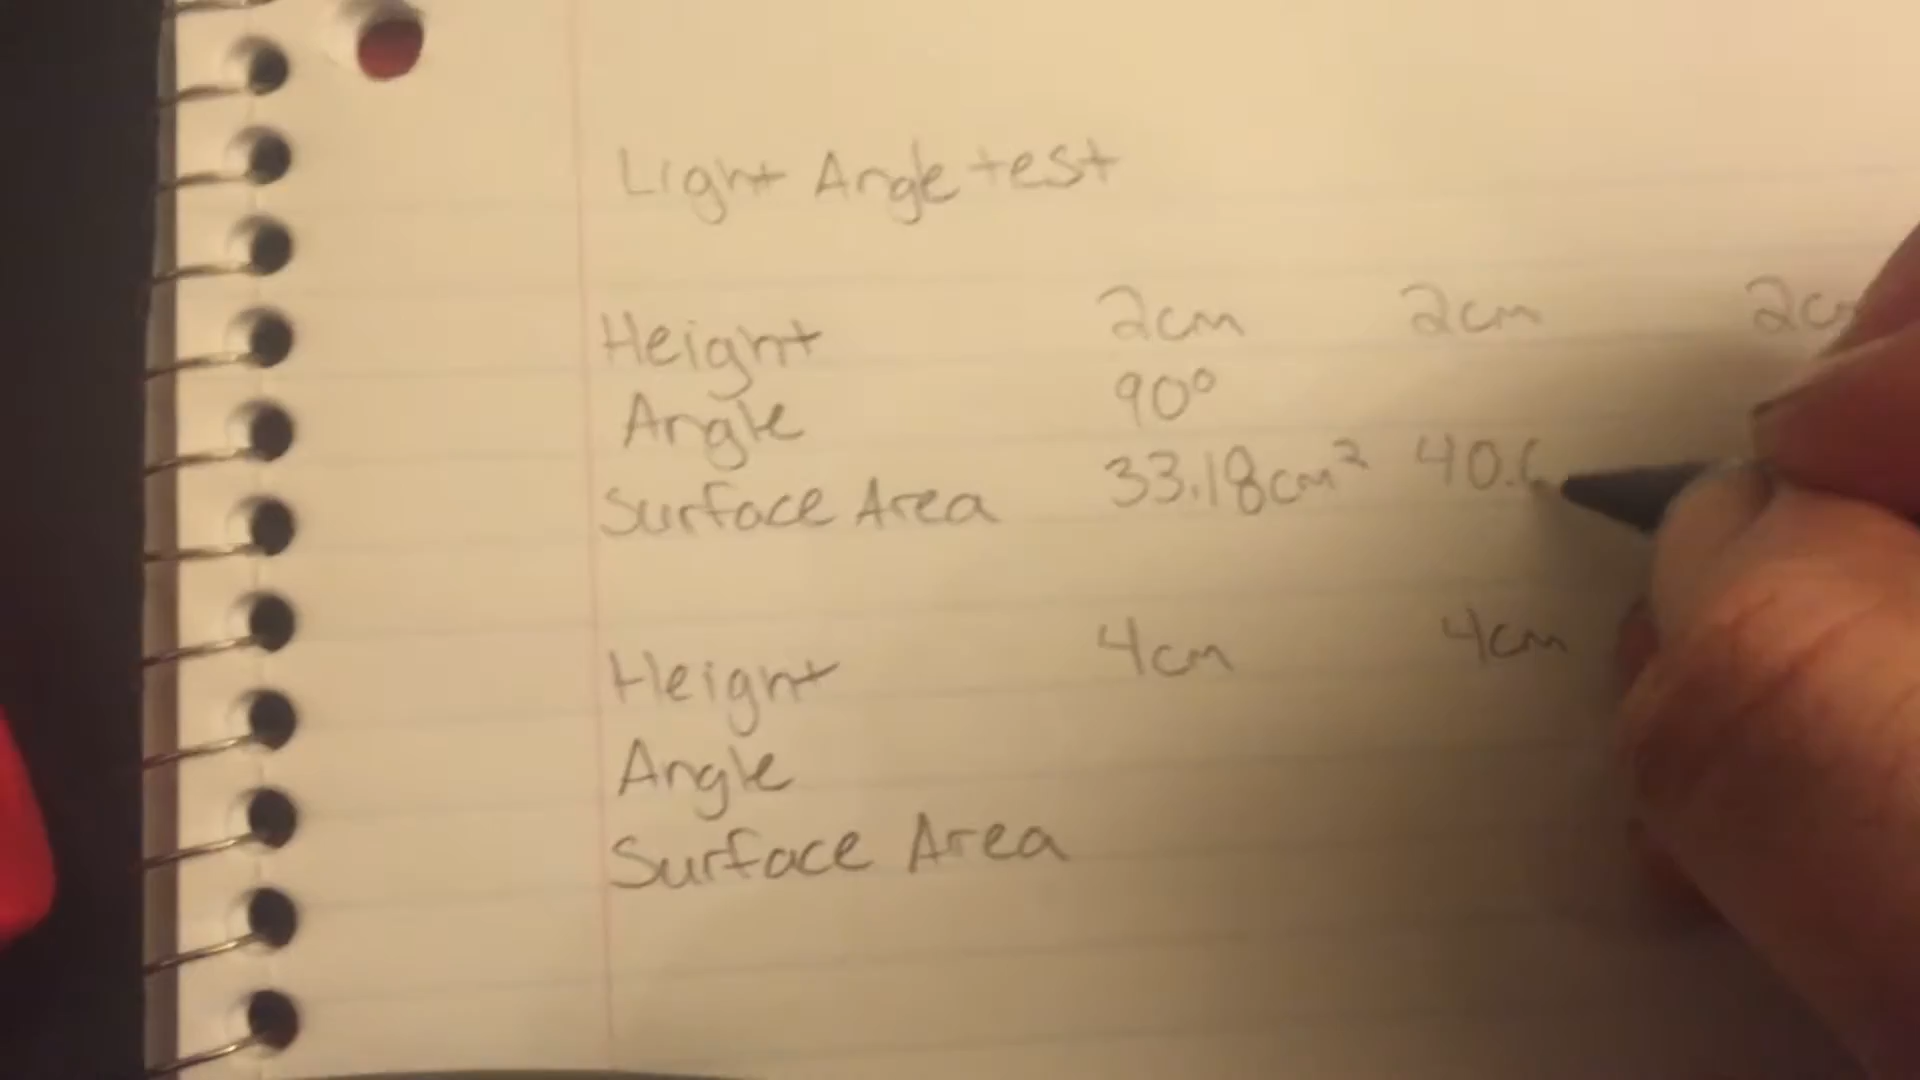 Light Angle test
Height 2cm 2cm 2c
Angle 90°
Surface Area 33.18cm² 40.
Height 4cm 4cm
Angle
Surface Area